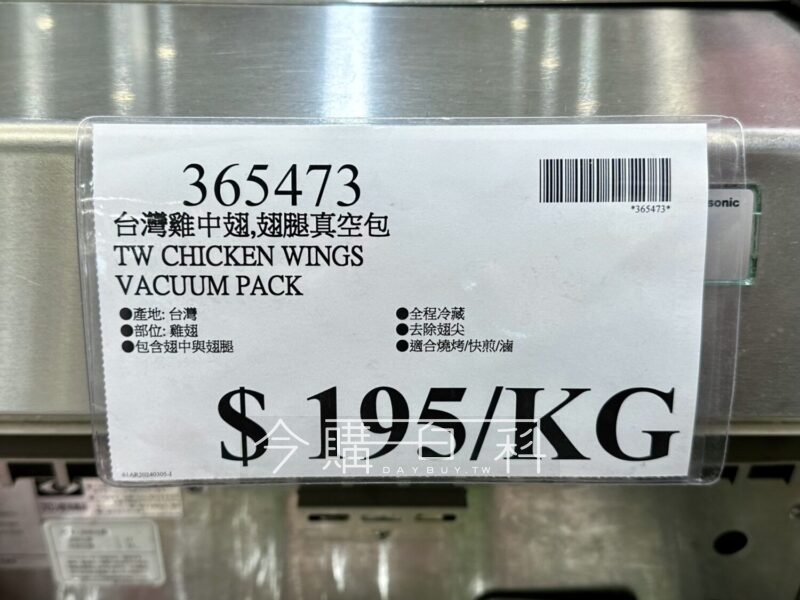 365473
*365473*
台灣雞中翅,翅腿真空包
TW CHICKEN WINGS
VACUUM PACK
●產地: 台灣
●部位: 雞翅
●包含翅中與翅腿
●全程冷藏
●去除翅尖
●適合燒烤/快煎/滷
$ 195/KG
今購百科
DAYBUY.TW
sonic